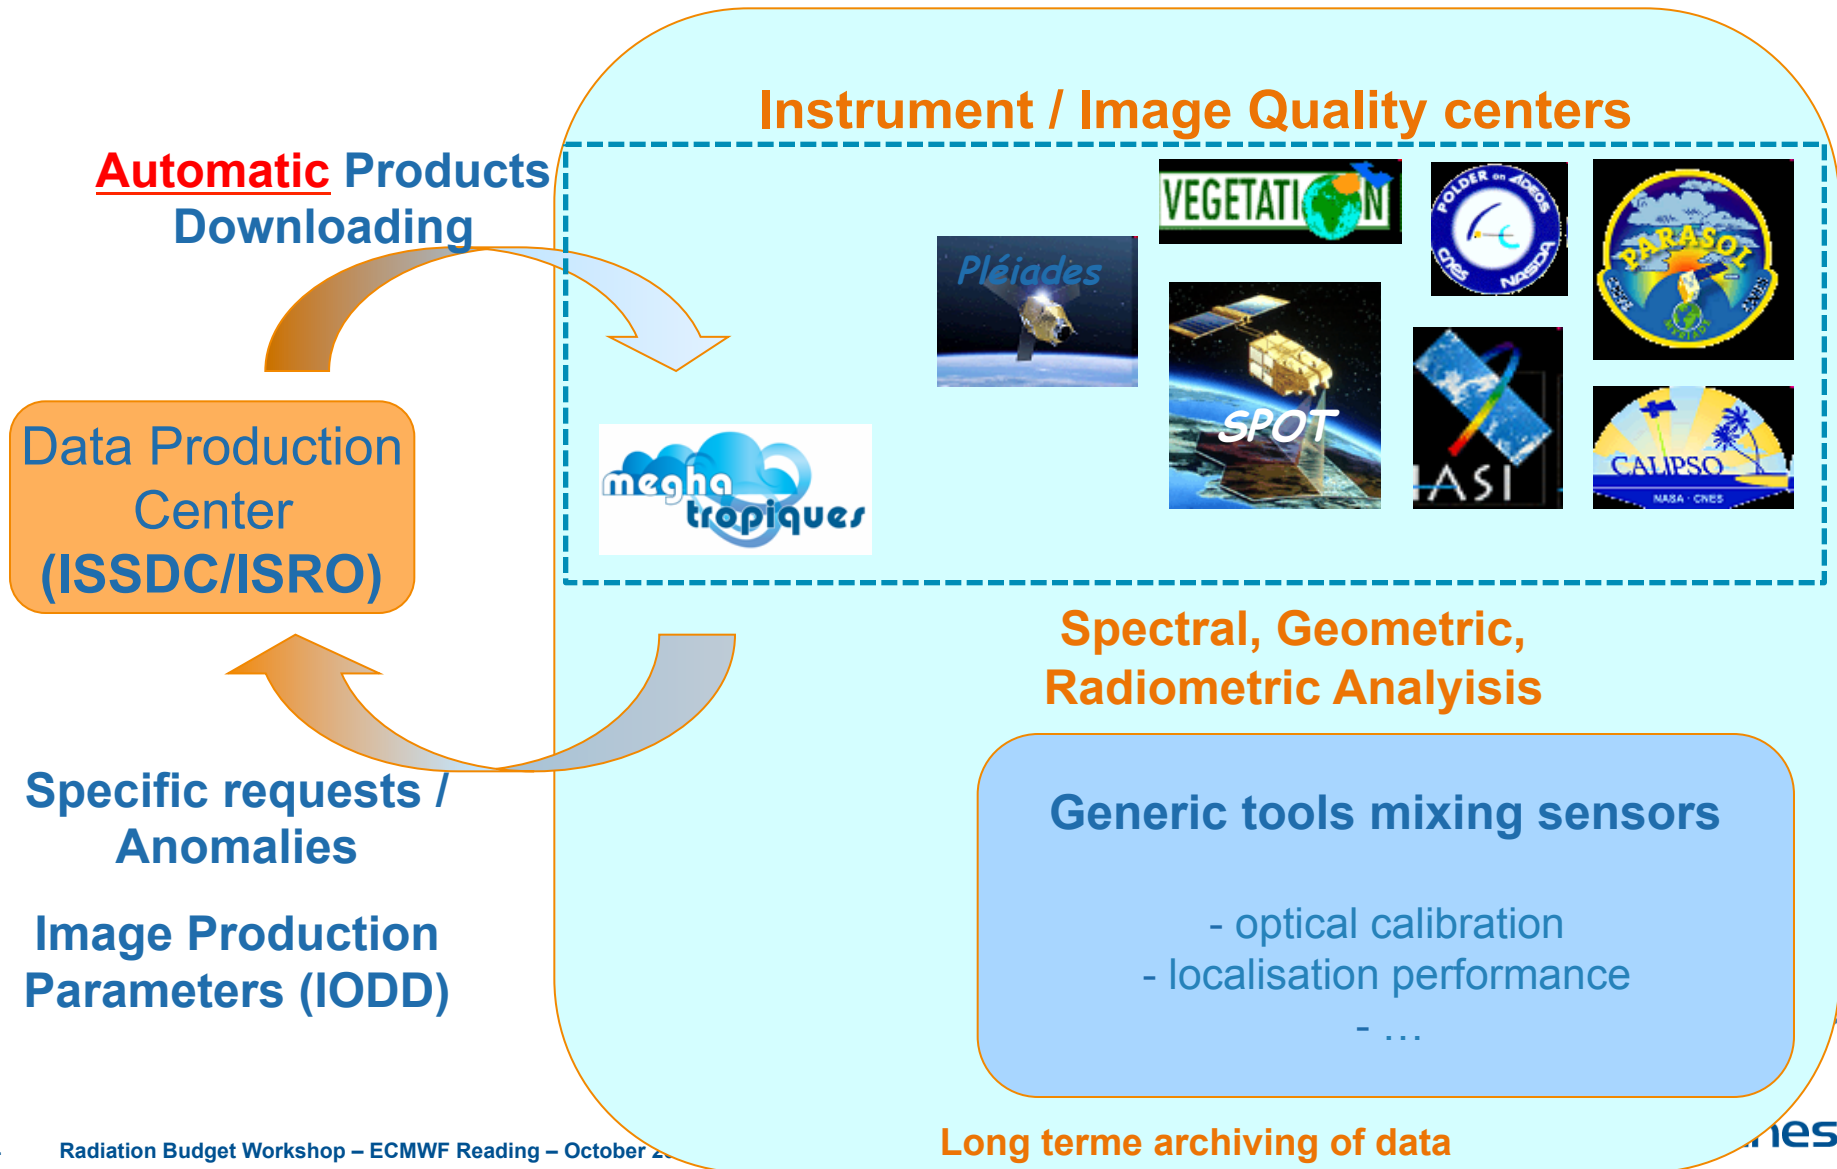 Instrument / Image Quality centers
Automatic Products
Downloading
VEGETATION
POLDER on ADEOS
CNES NASDA
PARASOL
MYRIADE
Pléiades
SPOT
IASI
CALIPSO
NASA · CNES
megha
tropiques
Data Production
Center
(ISSDC/ISRO)
Spectral, Geometric,
Radiometric Analyisis
Specific requests /
Anomalies
Image Production
Parameters (IODD)
Generic tools mixing sensors
- optical calibration
- localisation performance
- …
Long terme archiving of data
Radiation Budget Workshop – ECMWF Reading – October